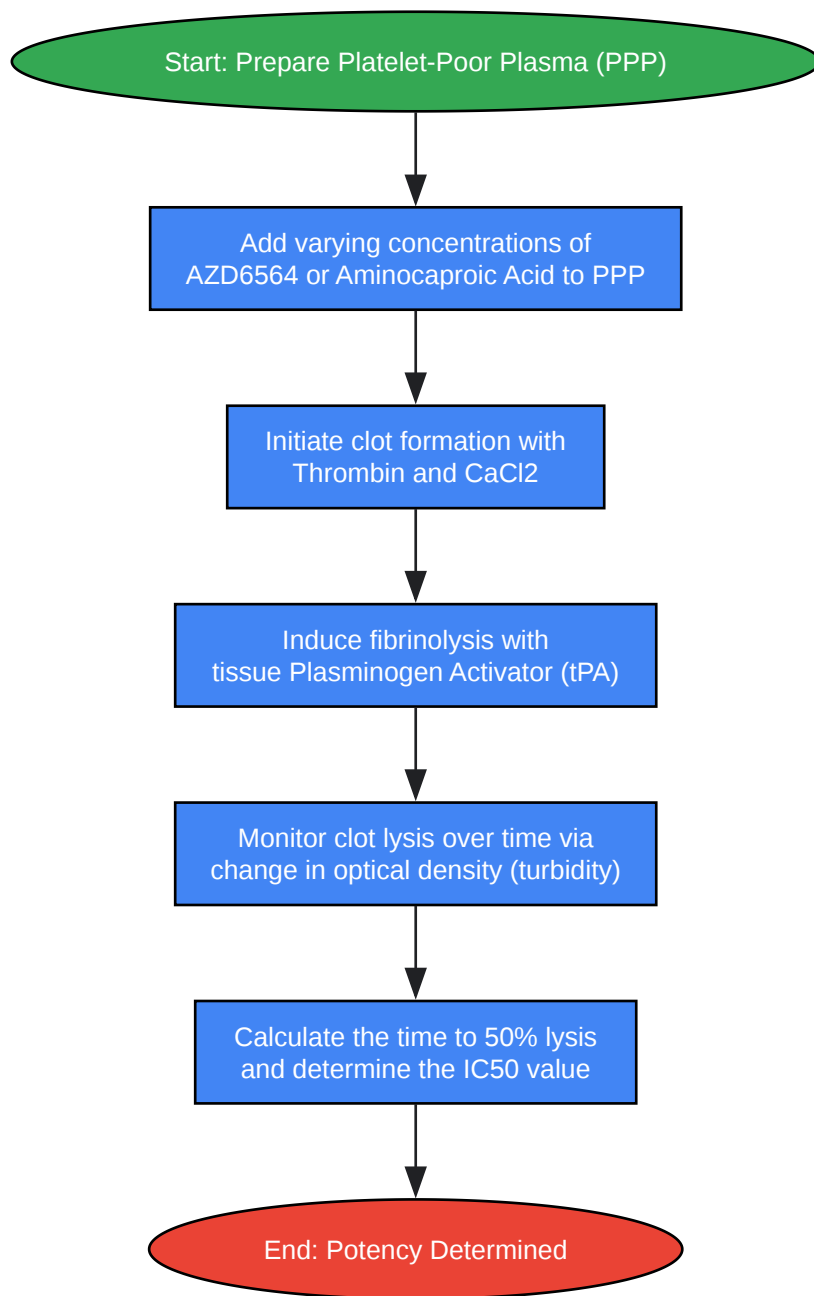 Start: Prepare Platelet-Poor Plasma (PPP)
Add varying concentrations of
AZD6564 or Aminocaproic Acid to PPP
Initiate clot formation with
Thrombin and CaCl2
Induce fibrinolysis with
tissue Plasminogen Activator (tPA)
Monitor clot lysis over time via
change in optical density (turbidity)
Calculate the time to 50% lysis
and determine the IC50 value
End: Potency Determined